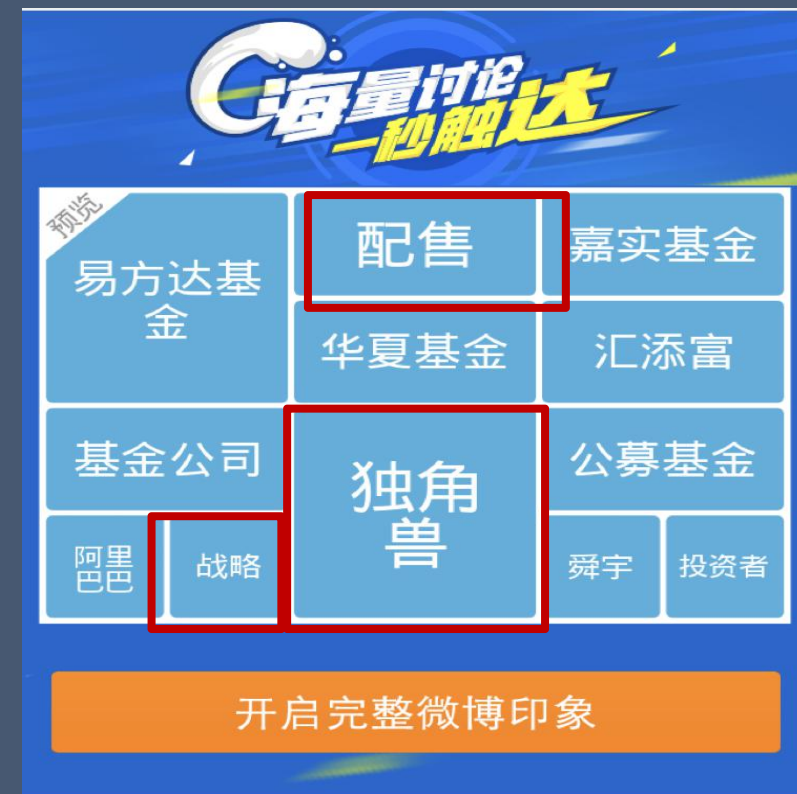 海量讨论
一秒触达
预览
易方达基
金
配售
嘉实基金
华夏基金
汇添富
基金公司
独角
兽
公募基金
阿里
巴巴
战略
舜宇
投资者
开启完整微博印象